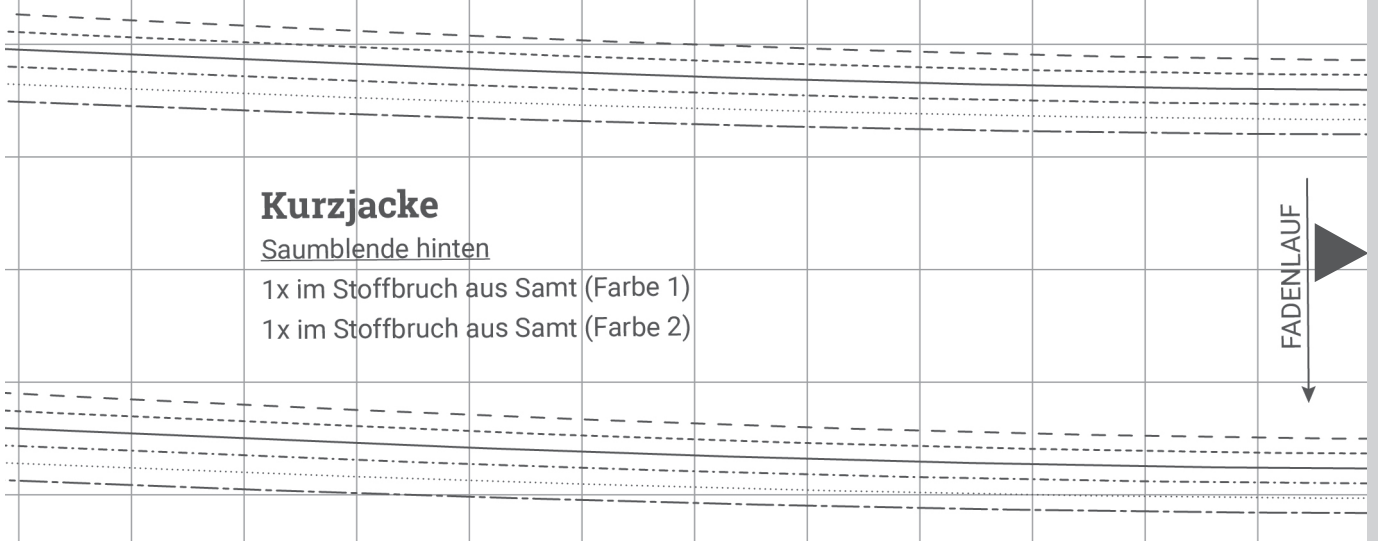 Kurzjacke
Saumblende hinten
1x im Stoffbruch aus Samt (Farbe 1)
1x im Stoffbruch aus Samt (Farbe 2)
FADENLAUF